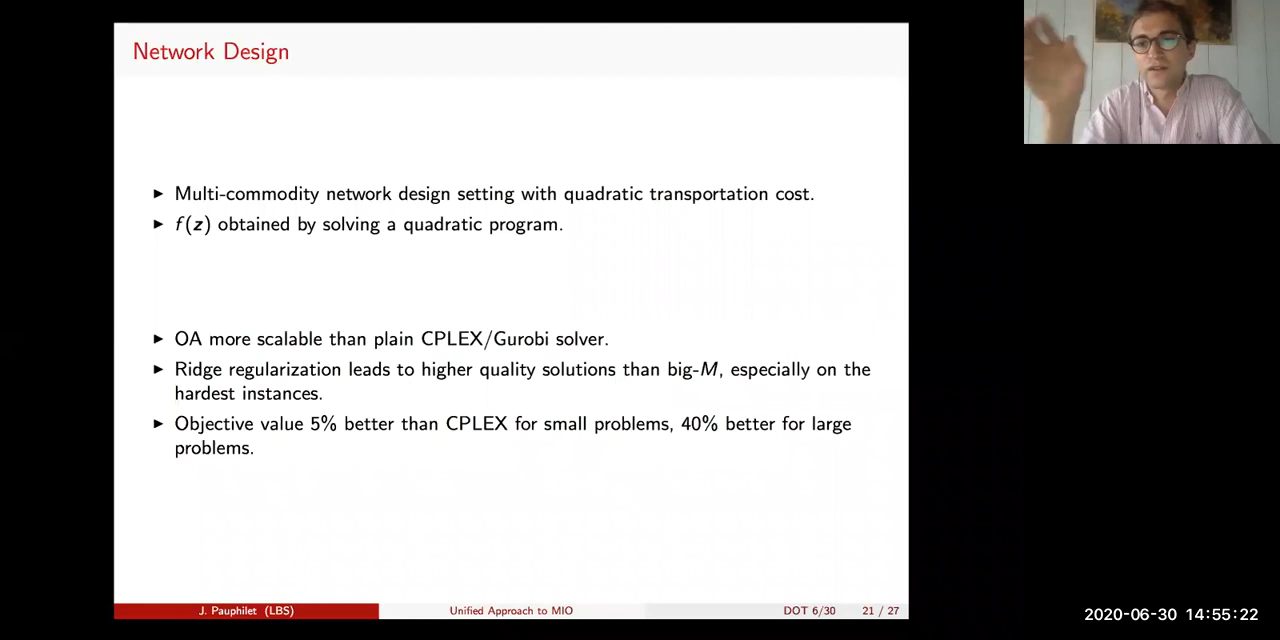 Network Design
▶ Multi-commodity network design setting with quadratic transportation cost.
▶ f(z) obtained by solving a quadratic program.
▶ OA more scalable than plain CPLEX/Gurobi solver.
▶ Ridge regularization leads to higher quality solutions than big-M, especially on the
hardest instances.
▶ Objective value 5% better than CPLEX for small problems, 40% better for large
problems.
J. Pauphilet (LBS) Unified Approach to MIO DOT 6/30 21 / 27
2020-06-30 14:55:22